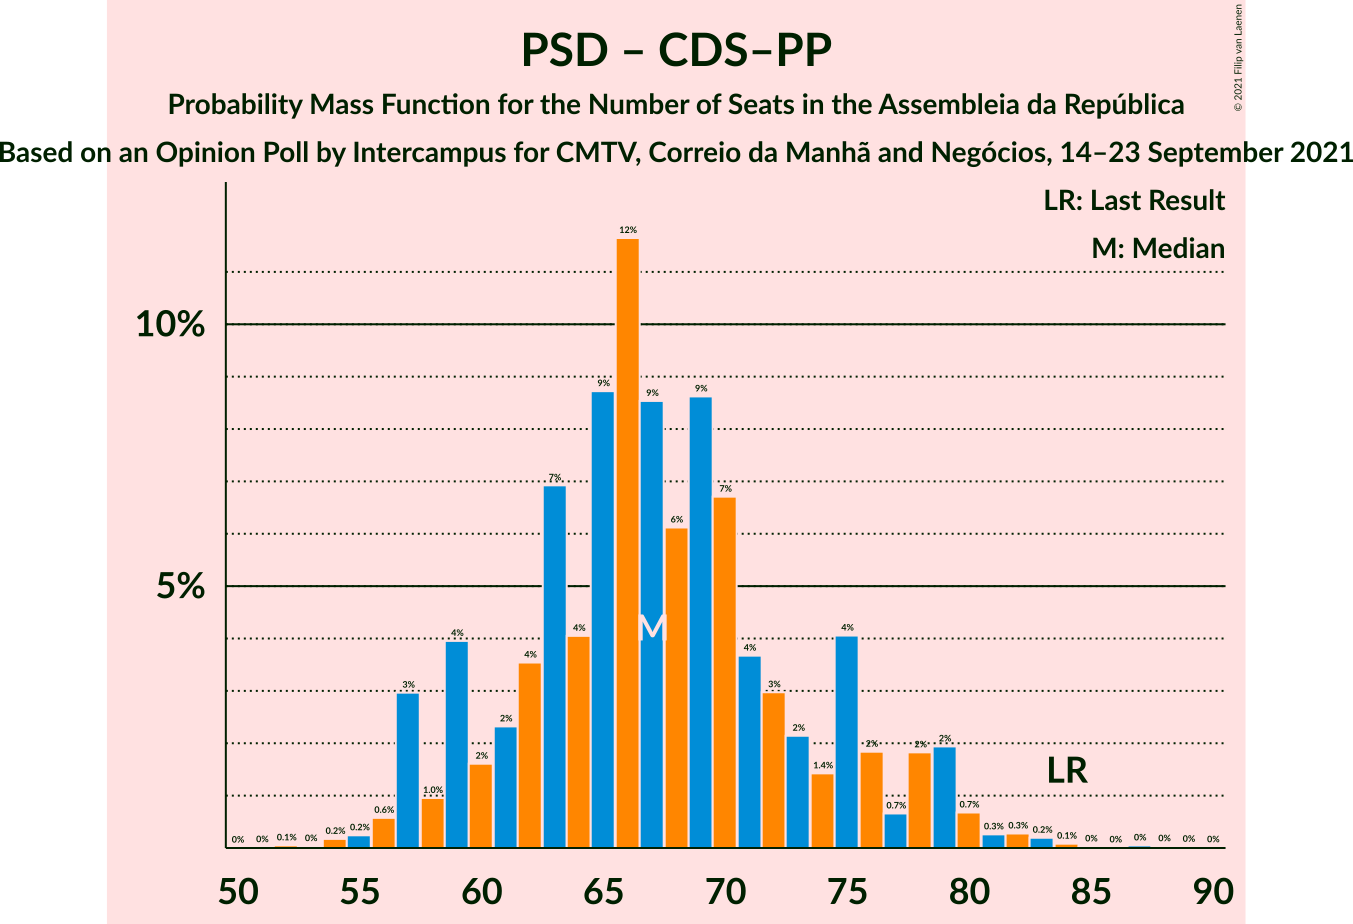 PSD – CDS–PP
Probability Mass Function for the Number of Seats in the Assembleia da República
Based on an Opinion Poll by Intercampus for CMTV, Correio da Manhã and Negócios, 14–23 September 2021
© 2021 Filip van Laenen
LR: Last Result
M: Median
12%
10%
9% 9% 9%
7% 7%
6%
5%
4% 4% 4% 4% 4% 4%
M
3% 3%
2% 2% 2% 2% 2% 2%
LR
1.0% 1.4%
0.6% 0.7% 0.7%
0% 0% 0.1% 0% 0.2% 0.2% 0.3% 0.3% 0.2% 0.1% 0% 0% 0% 0% 0% 0%
50 55 60 65 70 75 80 85 90